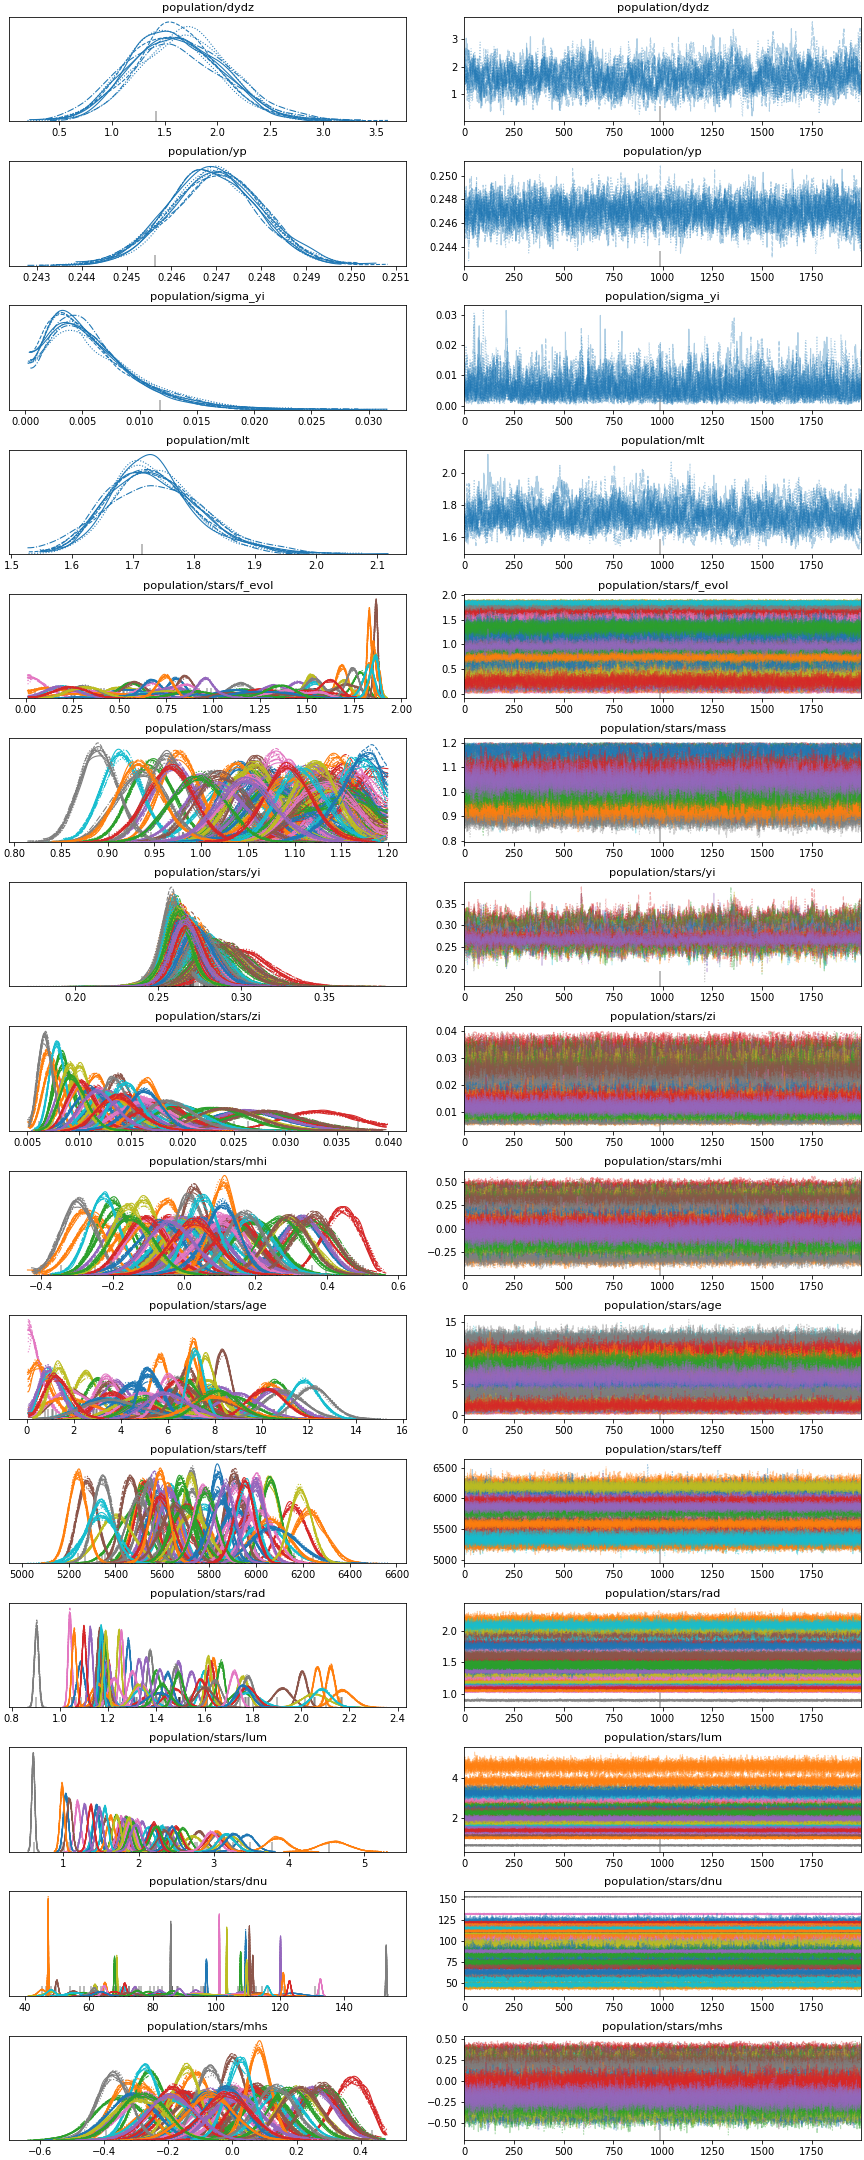 population/dydz population/dydz
3
2
1
0.5 1.0 1.5 2.0 2.5 3.0 3.5 0 250 500 750 1000 1250 1500 1750
population/yp population/yp
0.250
0.248
0.246
0.244
0.243 0.244 0.245 0.246 0.247 0.248 0.249 0.250 0.251 0 250 500 750 1000 1250 1500 1750
population/sigma_yi population/sigma_yi
0.03
0.02
0.01
0.00
0.000 0.005 0.010 0.015 0.020 0.025 0.030 0 250 500 750 1000 1250 1500 1750
population/mlt population/mlt
2.0
1.8
1.6
1.5 1.6 1.7 1.8 1.9 2.0 2.1 0 250 500 750 1000 1250 1500 1750
population/stars/f_evol population/stars/f_evol
2.0
1.5
1.0
0.5
0.0
0.00 0.25 0.50 0.75 1.00 1.25 1.50 1.75 2.00 0 250 500 750 1000 1250 1500 1750
population/stars/mass population/stars/mass
1.2
1.1
1.0
0.9
0.8
0.80 0.85 0.90 0.95 1.00 1.05 1.10 1.15 1.20 0 250 500 750 1000 1250 1500 1750
population/stars/yi population/stars/yi
0.35
0.30
0.25
0.20
0.20 0.25 0.30 0.35 0 250 500 750 1000 1250 1500 1750
population/stars/zi population/stars/zi
0.04
0.03
0.02
0.01
0.005 0.010 0.015 0.020 0.025 0.030 0.035 0.040 0 250 500 750 1000 1250 1500 1750
population/stars/mhi population/stars/mhi
0.50
0.25
0.00
−0.25
−0.4 −0.2 0.0 0.2 0.4 0.6 0 250 500 750 1000 1250 1500 1750
population/stars/age population/stars/age
15
10
5
0
0 2 4 6 8 10 12 14 16 0 250 500 750 1000 1250 1500 1750
population/stars/teff population/stars/teff
6500
6000
5500
5000
5000 5200 5400 5600 5800 6000 6200 6400 6600 0 250 500 750 1000 1250 1500 1750
population/stars/rad population/stars/rad
2.0
1.5
1.0
0.8 1.0 1.2 1.4 1.6 1.8 2.0 2.2 2.4 0 250 500 750 1000 1250 1500 1750
population/stars/lum population/stars/lum
4
2
1 2 3 4 5 0 250 500 750 1000 1250 1500 1750
population/stars/dnu population/stars/dnu
150
125
100
75
50
40 60 80 100 120 140 0 250 500 750 1000 1250 1500 1750
population/stars/mhs population/stars/mhs
0.50
0.25
0.00
−0.25
−0.50
−0.6 −0.4 −0.2 0.0 0.2 0.4 0 250 500 750 1000 1250 1500 1750